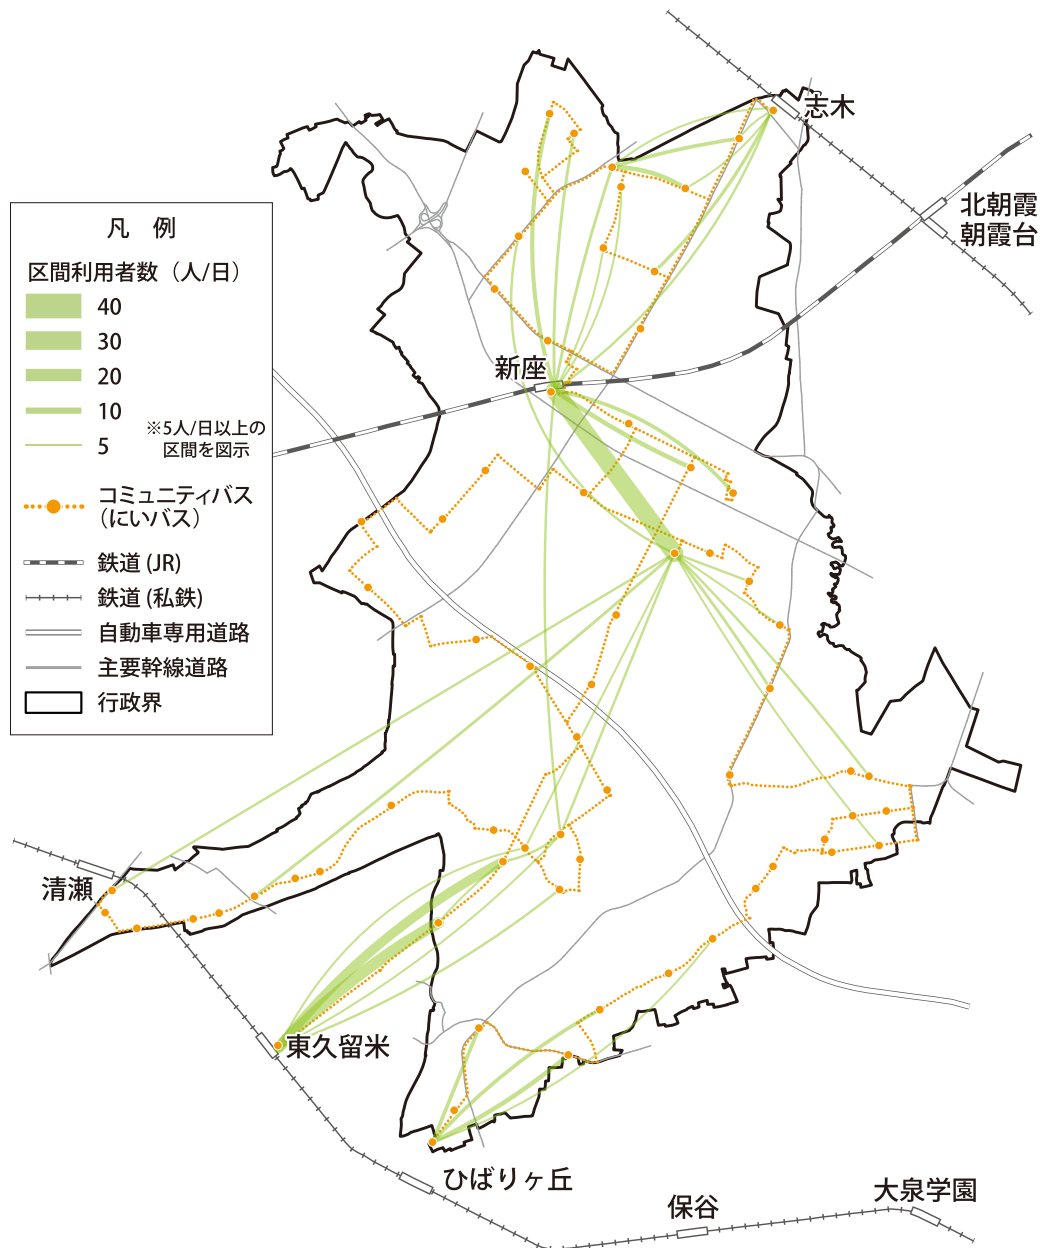 志木
北朝霞
朝霞台
凡 例
区間利用者数（人/日）
40
30
20
10
5
※5人/日以上の
区間を図示
コミュニティバス
（にいバス）
鉄道 (JR)
鉄道 (私鉄)
自動車専用道路
主要幹線道路
行政界
新座
清瀬
東久留米
ひばりヶ丘
保谷
大泉学園